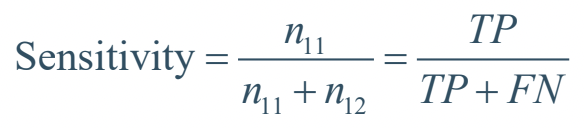 Sensitivity = n₁₁ / (n₁₁ + n₁₂) = TP / (TP + FN)